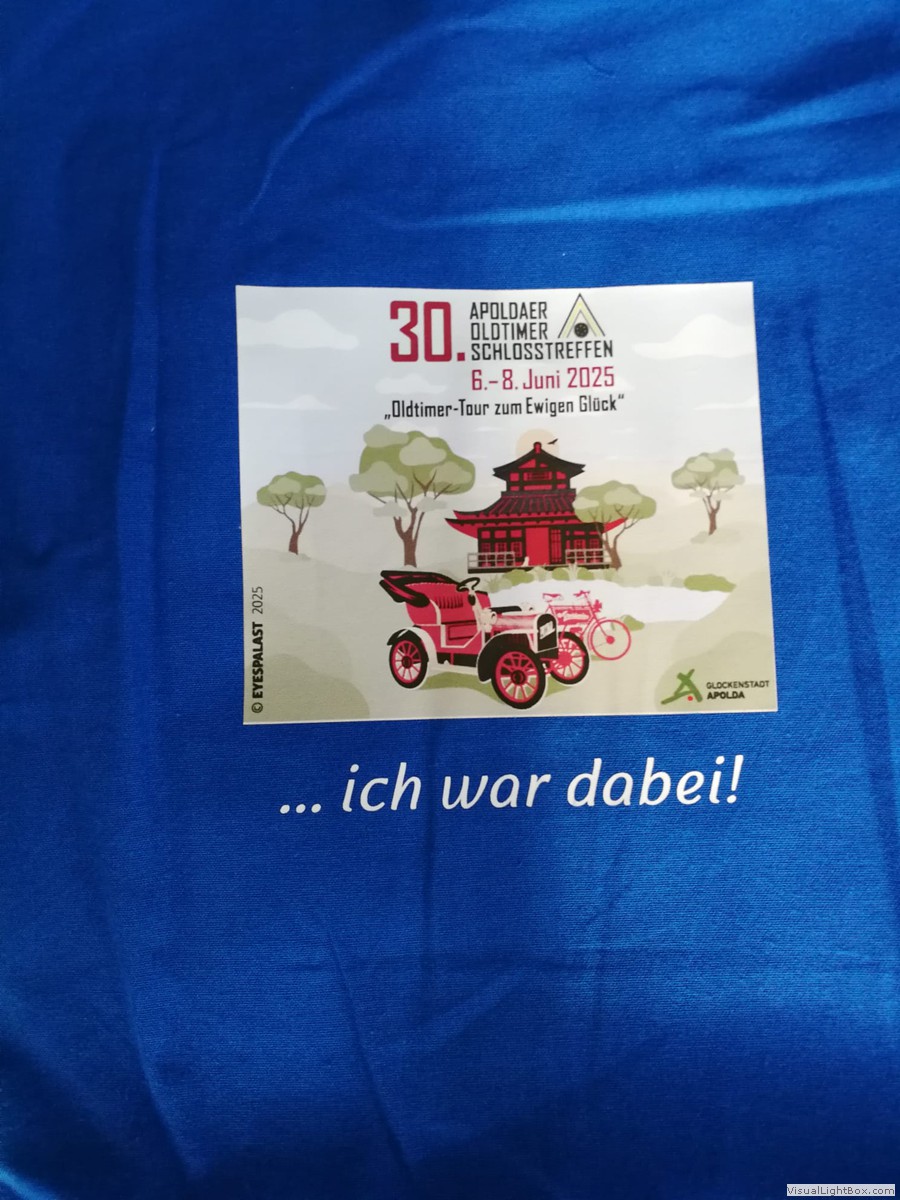 30. APOLDAER
OLDTIMER
SCHLOSSTREFFEN
6.-8. Juni 2025
„Oldtimer-Tour zum Ewigen Glück“
© EYESPALAST 2025
GLOCKENSTADT
APOLDA
... ich war dabei!
VisualLightBox.com